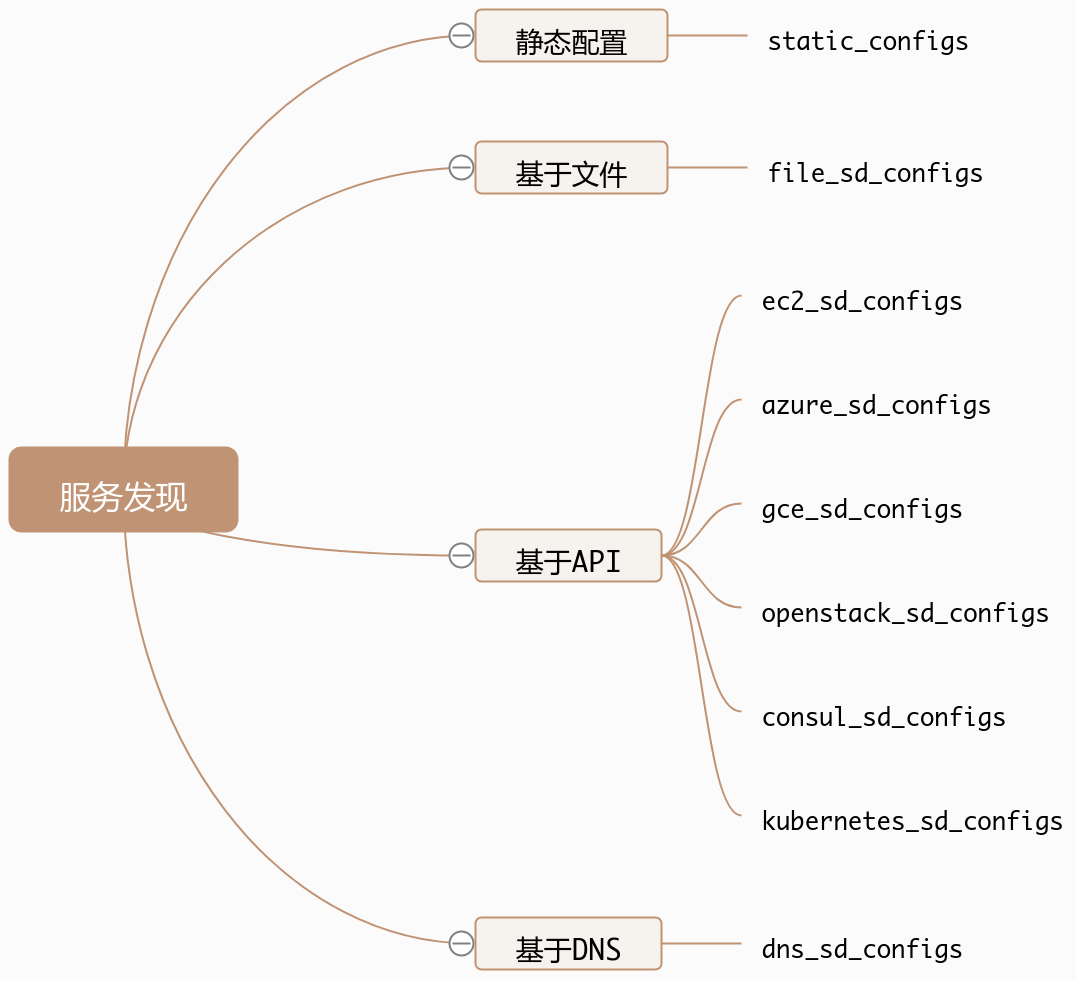 服务发现
静态配置
static_configs
基于文件
file_sd_configs
基于API
ec2_sd_configs
azure_sd_configs
gce_sd_configs
openstack_sd_configs
consul_sd_configs
kubernetes_sd_configs
基于DNS
dns_sd_configs